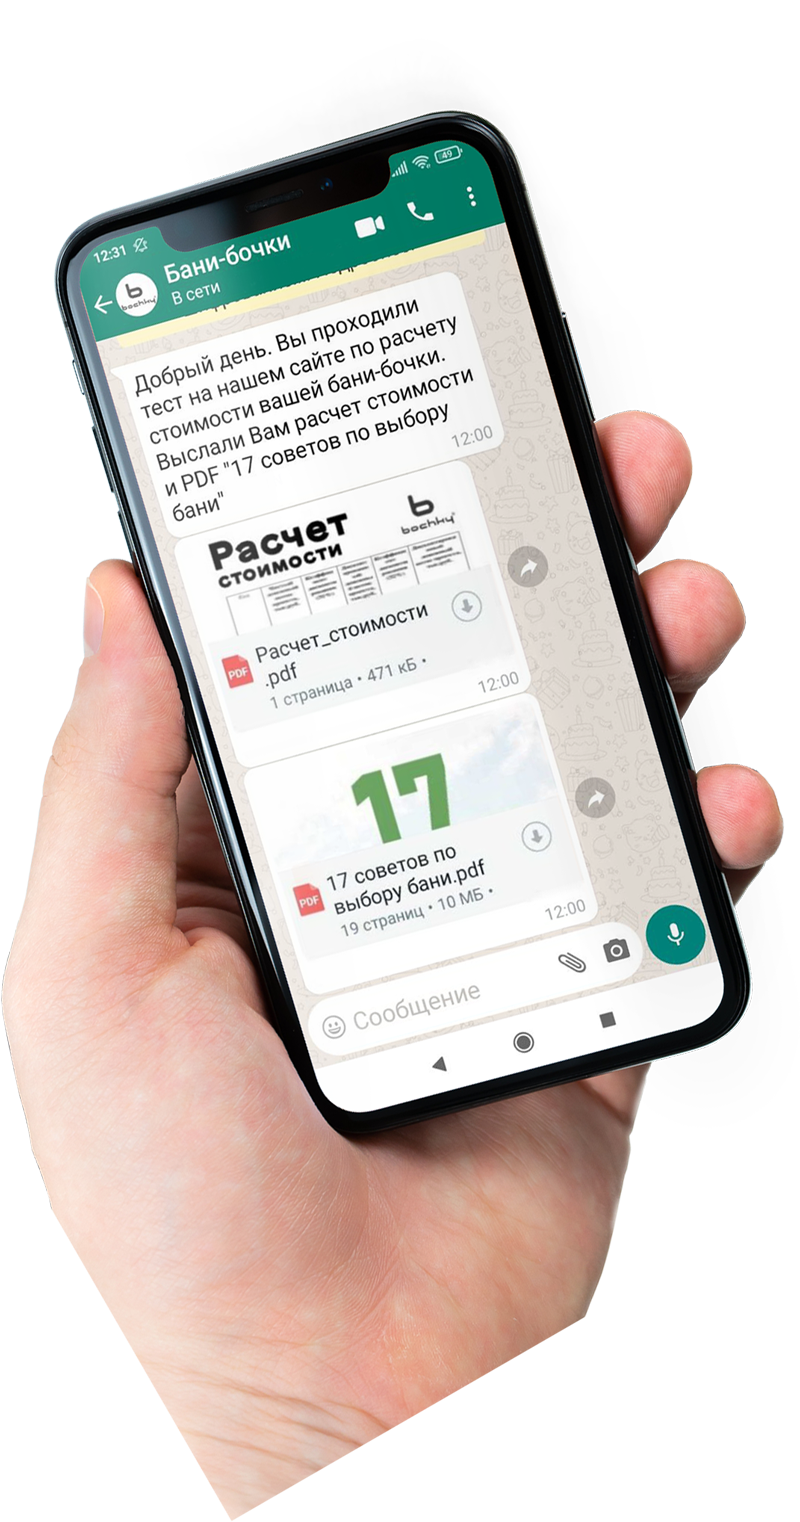 12:31
49
Бани-бочки
В сети
b
bochky
Добрый день. Вы проходили
тест на нашем сайте по расчету
стоимости вашей бани-бочки.
Выслали Вам расчет стоимости
и PDF "17 советов по выбору
бани"
12:00
Расчет
стоимости
b
bochky
PDF
Расчет_стоимости
.pdf
1 страница • 471 кБ •
12:00
17
PDF
17 советов по
выбору бани.pdf
19 страниц • 10 МБ •
12:00
Сообщение